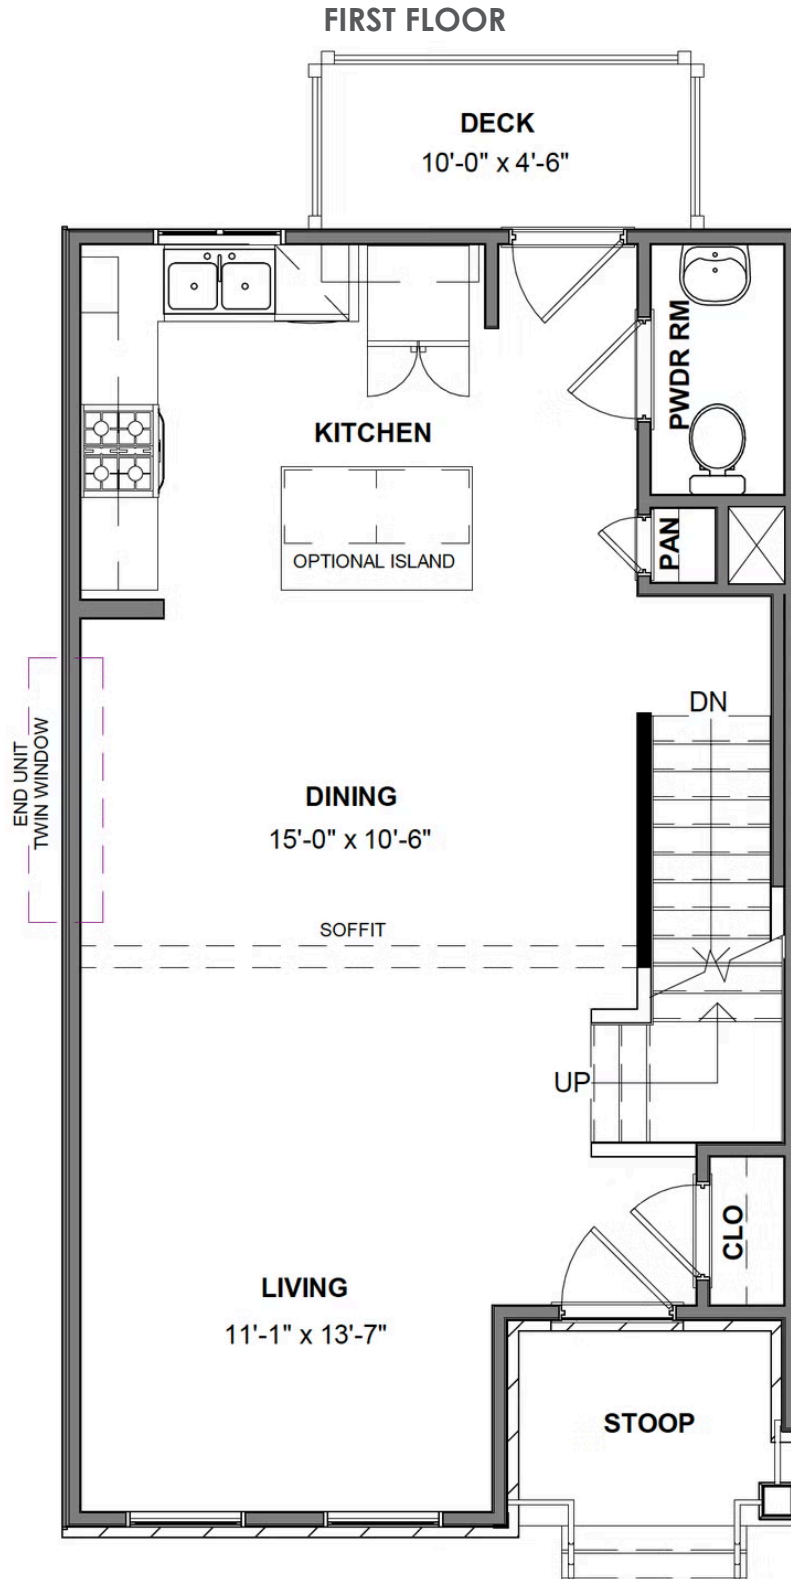 FIRST FLOOR
DECK
10'-0" x 4'-6"
PWDR RM
KITCHEN
PAN
OPTIONAL ISLAND
DN
END UNIT
TWIN WINDOW
DINING
15'-0" x 10'-6"
SOFFIT
UP
CLO
LIVING
11'-1" x 13'-7"
STOOP